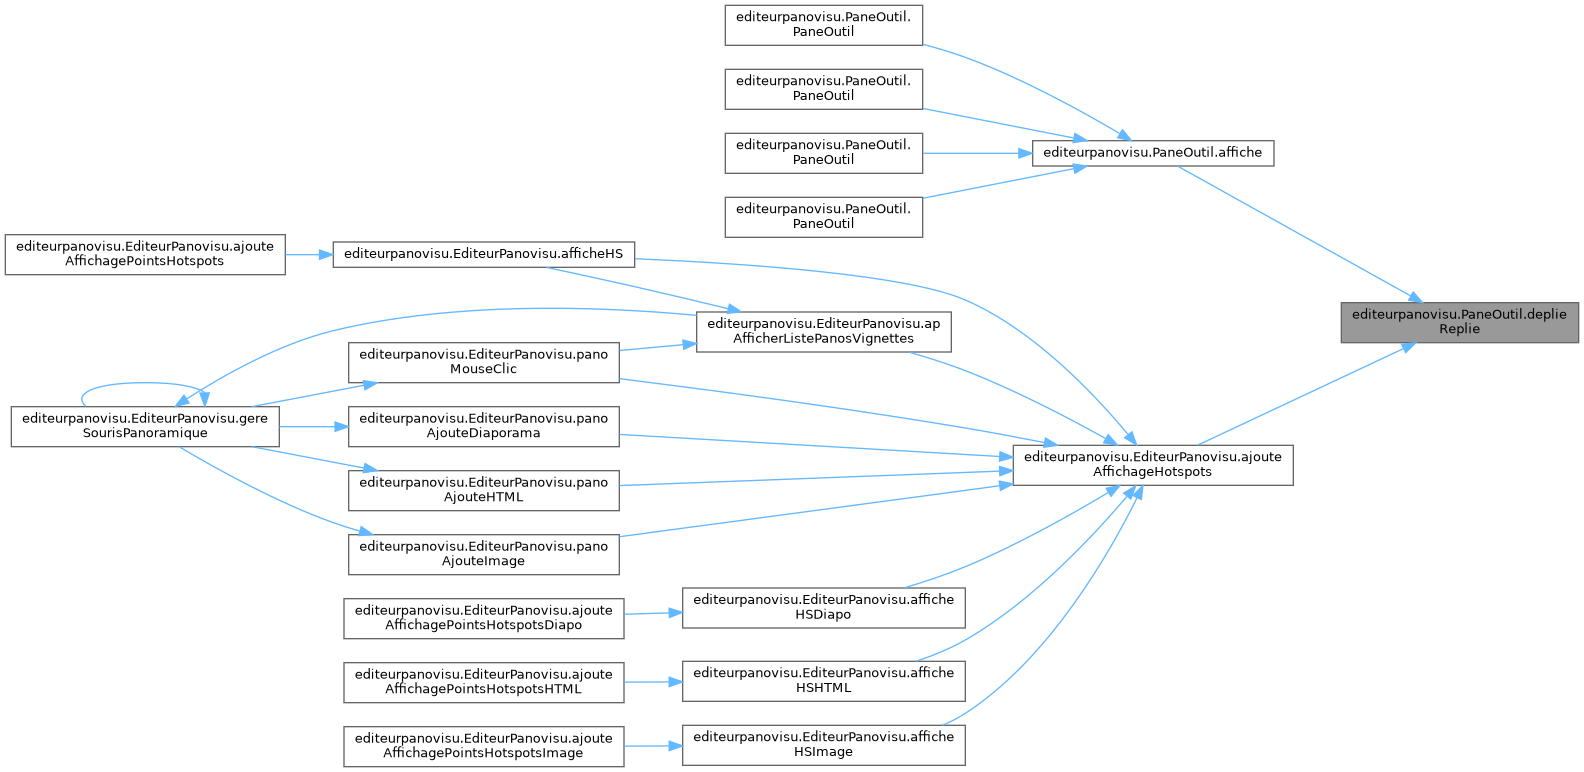 editeurpanovisu.PaneOutil.
PaneOutil
editeurpanovisu.PaneOutil.
PaneOutil
editeurpanovisu.PaneOutil.
PaneOutil
editeurpanovisu.PaneOutil.affiche
editeurpanovisu.PaneOutil.
PaneOutil
editeurpanovisu.EditeurPanovisu.ajoute
AffichagePointsHotspots
editeurpanovisu.EditeurPanovisu.afficheHS
editeurpanovisu.PaneOutil.deplie
Replie
editeurpanovisu.EditeurPanovisu.ap
AfficherListePanosVignettes
editeurpanovisu.EditeurPanovisu.pano
MouseClic
editeurpanovisu.EditeurPanovisu.gere
SourisPanoramique
editeurpanovisu.EditeurPanovisu.pano
AjouteDiaporama
editeurpanovisu.EditeurPanovisu.ajoute
AffichageHotspots
editeurpanovisu.EditeurPanovisu.pano
AjouteHTML
editeurpanovisu.EditeurPanovisu.pano
AjouteImage
editeurpanovisu.EditeurPanovisu.affiche
HSDiapo
editeurpanovisu.EditeurPanovisu.ajoute
AffichagePointsHotspotsDiapo
editeurpanovisu.EditeurPanovisu.affiche
HSHTML
editeurpanovisu.EditeurPanovisu.ajoute
AffichagePointsHotspotsHTML
editeurpanovisu.EditeurPanovisu.affiche
HSImage
editeurpanovisu.EditeurPanovisu.ajoute
AffichagePointsHotspotsImage